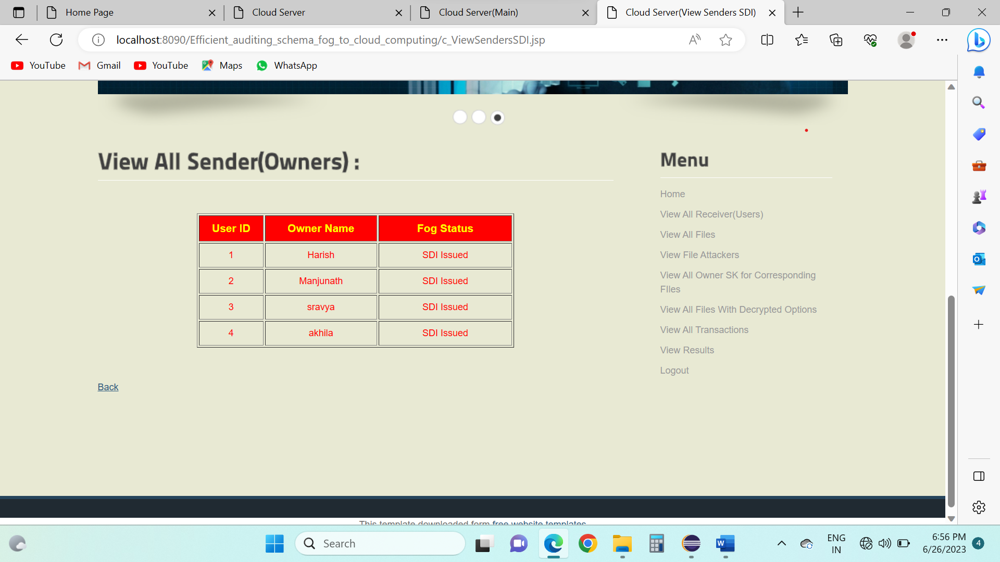 Home Page
Cloud Server
Cloud Server(Main)
Cloud Server(View Senders SDI)
localhost:8090/Efficient_auditing_schema_fog_to_cloud_computing/c_ViewSendersSDI.jsp
YouTube
Gmail
YouTube
Maps
WhatsApp
View All Sender(Owners) :
User ID Owner Name Fog Status
1 Harish SDI Issued
2 Manjunath SDI Issued
3 sravya SDI Issued
4 akhila SDI Issued
Back
Menu
Home
View All Receiver(Users)
View All Files
View File Attackers
View All Owner SK for Corresponding
FIles
View All Files With Decrypted Options
View All Transactions
View Results
Logout
This template downloaded form free website templates
Search
ENG
IN
6:56 PM
6/26/2023
4